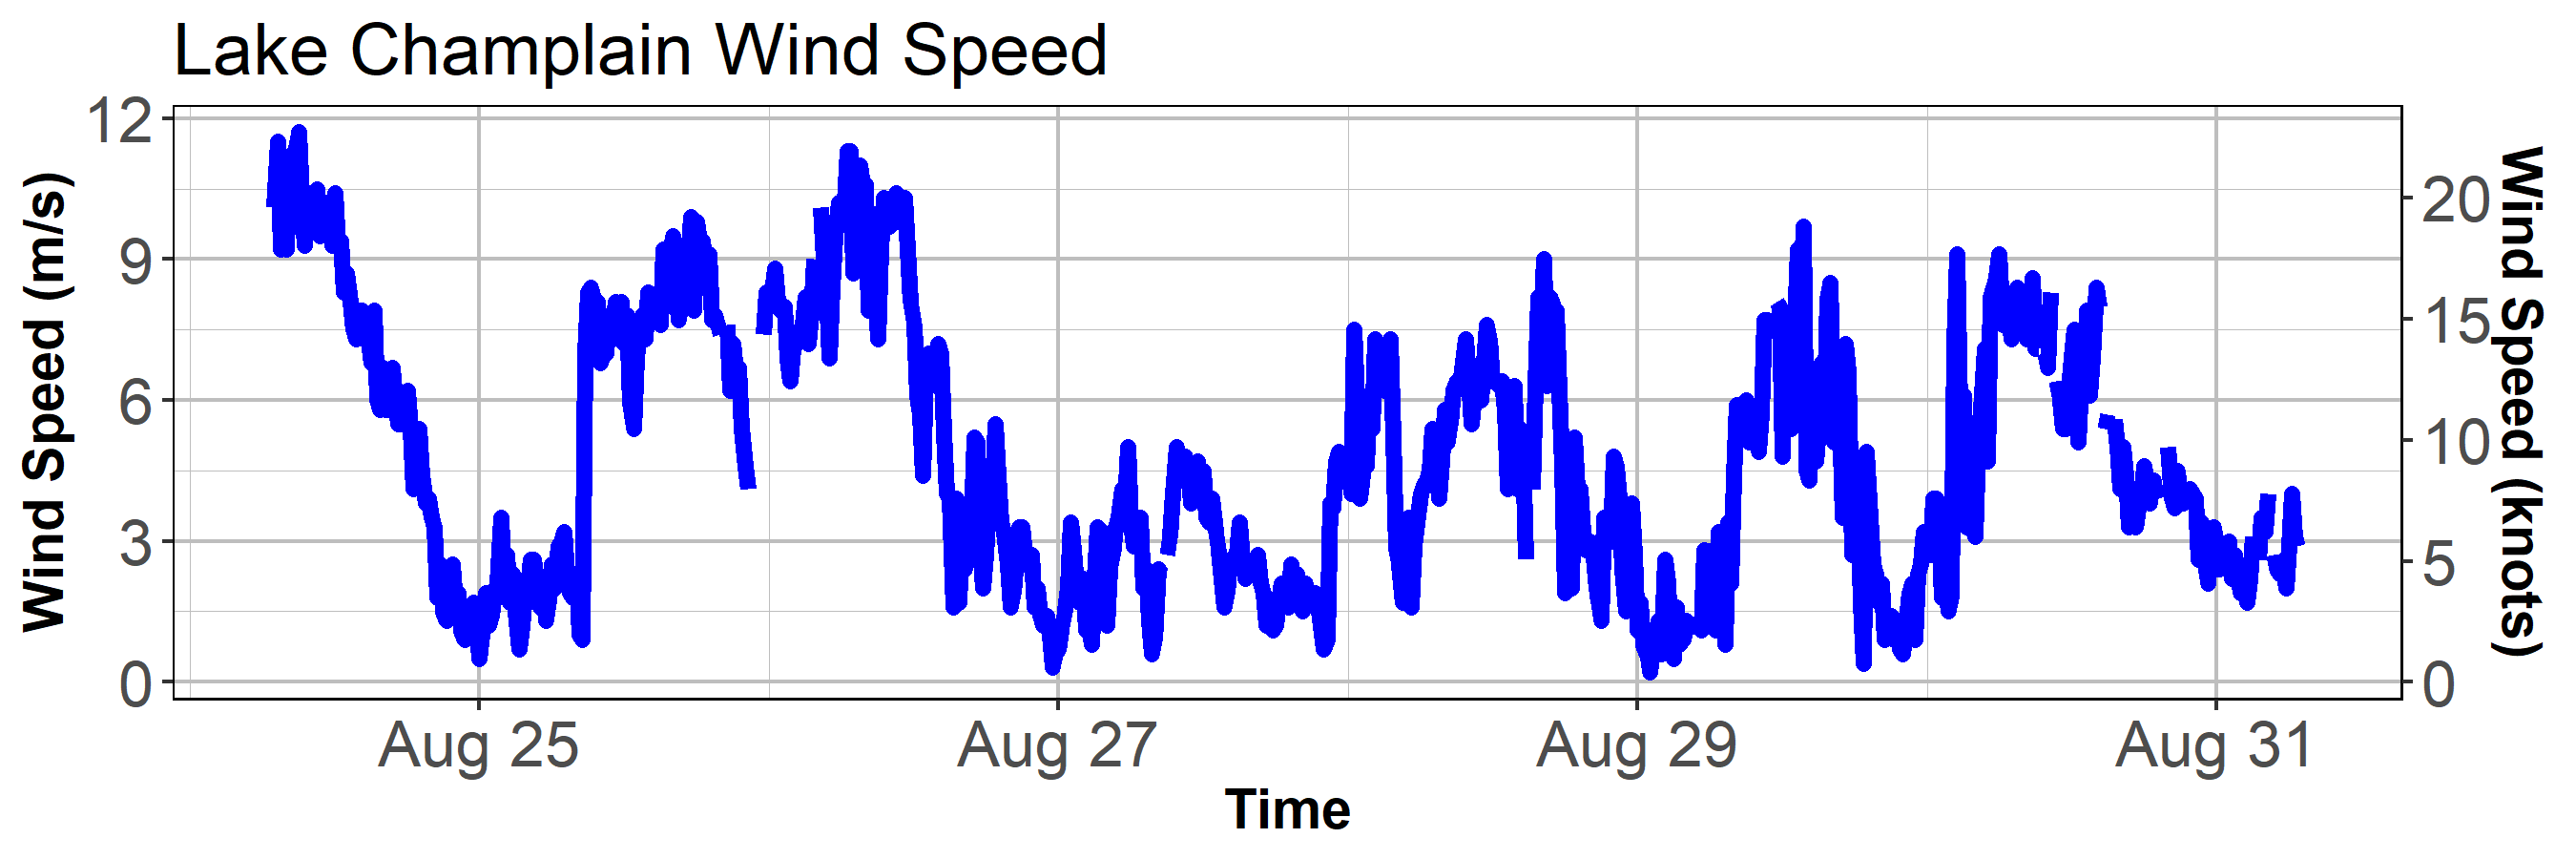 Lake Champlain Wind Speed
Wind Speed (m/s)
12
9
6
3
0
Wind Speed (knots)
20
15
10
5
0
Aug 25
Aug 27
Aug 29
Aug 31
Time